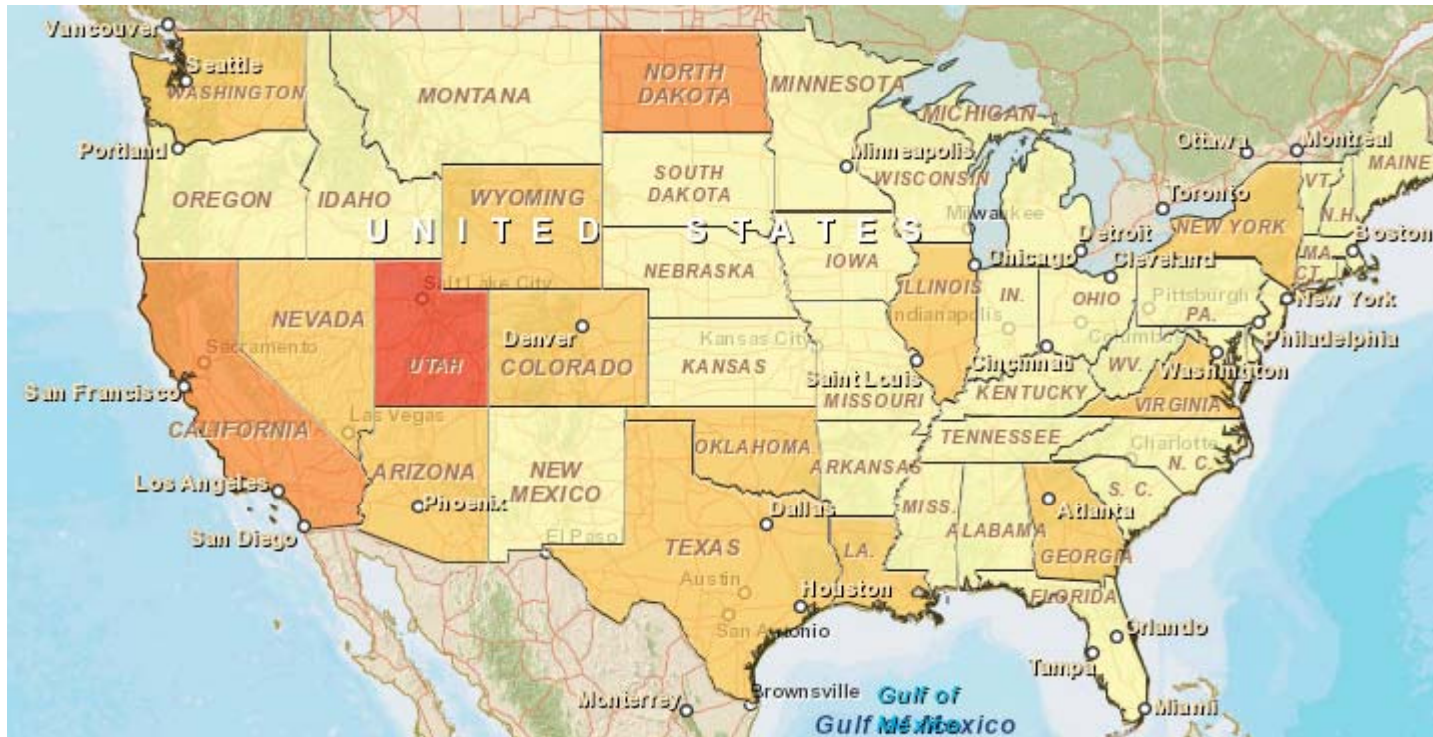 Vancouver
Seattle
WASHINGTON
MONTANA
NORTH
DAKOTA
MINNESOTA
MICHIGAN
Ottawa
Montréal
MAINE
Portland
OREGON
IDAHO
WYOMING
SOUTH
DAKOTA
Minneapolis
WISCONSIN
Milwaukee
Toronto
VT.
N.H.
NEW YORK
Boston
UNITED STATES
Detroit
MA.
CT.
Chicago
Cleveland
NEBRASKA
IOWA
ILLINOIS
IN.
OHIO
Pittsburgh
PA.
New York
Salt Lake City
NEVADA
Indianapolis
Columbus
Philadelphia
Sacramento
Denver
COLORADO
UTAH
Kansas City
KANSAS
Saint Louis
MISSOURI
Cincinnati
WV.
Washington
KENTUCKY
VIRGINIA
San Francisco
CALIFORNIA
Las Vegas
OKLAHOMA
TENNESSEE
Charlotte
N. C.
Los Angeles
ARIZONA
Phoenix
NEW
MEXICO
ARKANSAS
S. C.
San Diego
El Paso
Dallas
MISS.
ALABAMA
Atlanta
GEORGIA
TEXAS
LA.
Austin
Houston
FLORIDA
San Antonio
Orlando
Tampa
Monterrey
Brownsville
Gulf of
Mexico
Gulf of Mexico
Miami